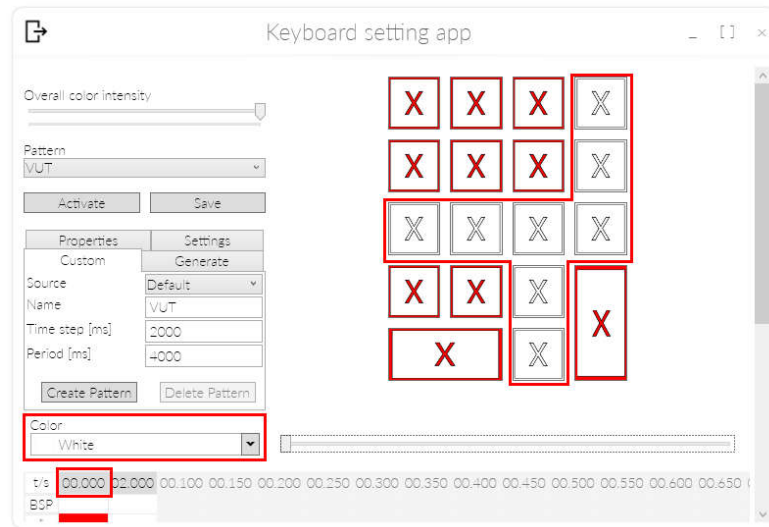 Keyboard setting app
Overall color intensity
Pattern
VUT
Activate Save
Properties Settings
Custom Generate
Source Default
Name VUT
Time step [ms] 2000
Period [ms] 4000
Create Pattern Delete Pattern
Color
White
X X X X
X X X X
X X X X
X X X X
X X
t/s 00.000 02.000 00.100 00.150 00.200 00.250 00.300 00.350 00.400 00.450 00.500 00.550 00.600 00.650
BSP